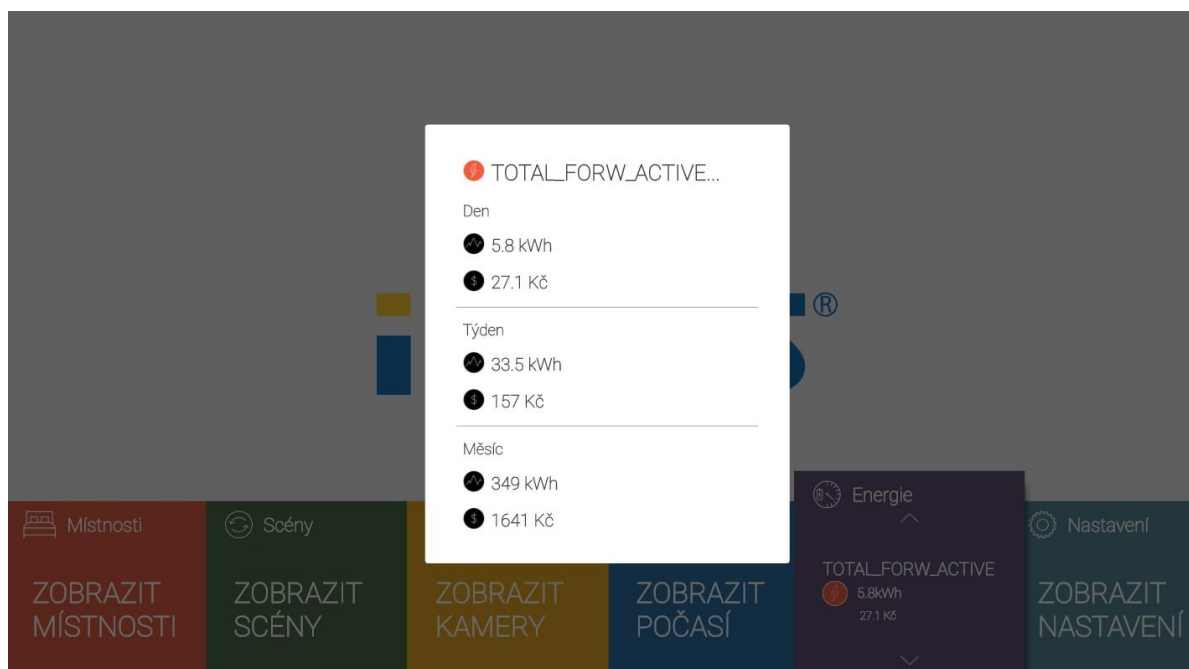 TOTAL_FORW_ACTIVE...
Den
5.8 kWh
27.1 Kč
Týden
33.5 kWh
157 Kč
Měsíc
349 kWh
1641 Kč
®
Místnosti
ZOBRAZIT
MÍSTNOSTI
Scény
ZOBRAZIT
SCÉNY
ZOBRAZIT
KAMERY
ZOBRAZIT
POČASÍ
Energie
TOTAL_FORW_ACTIVE
5.8kWh
27.1 Kč
Nastavení
ZOBRAZIT
NASTAVENÍ